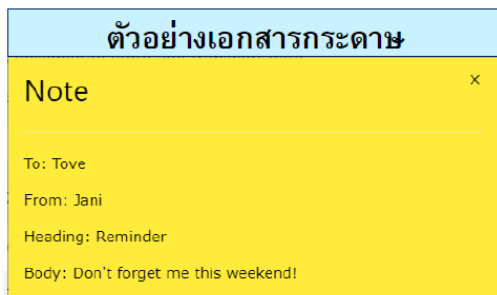 ตัวอย่างเอกสารกระดาษ
Note
x
To: Tove
From: Jani
Heading: Reminder
Body: Don't forget me this weekend!